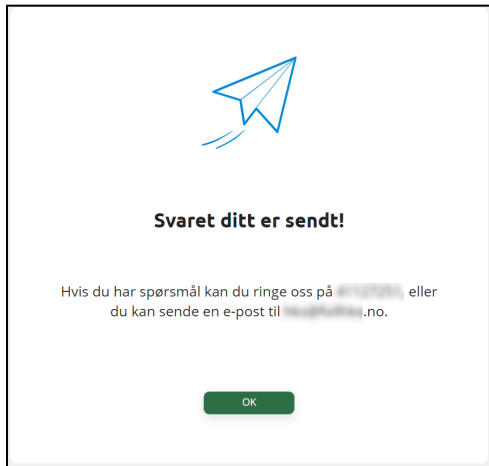 Svaret ditt er sendt!
Hvis du har spørsmål kan du ringe oss på eller
du kan sende en e-post til .no.
OK